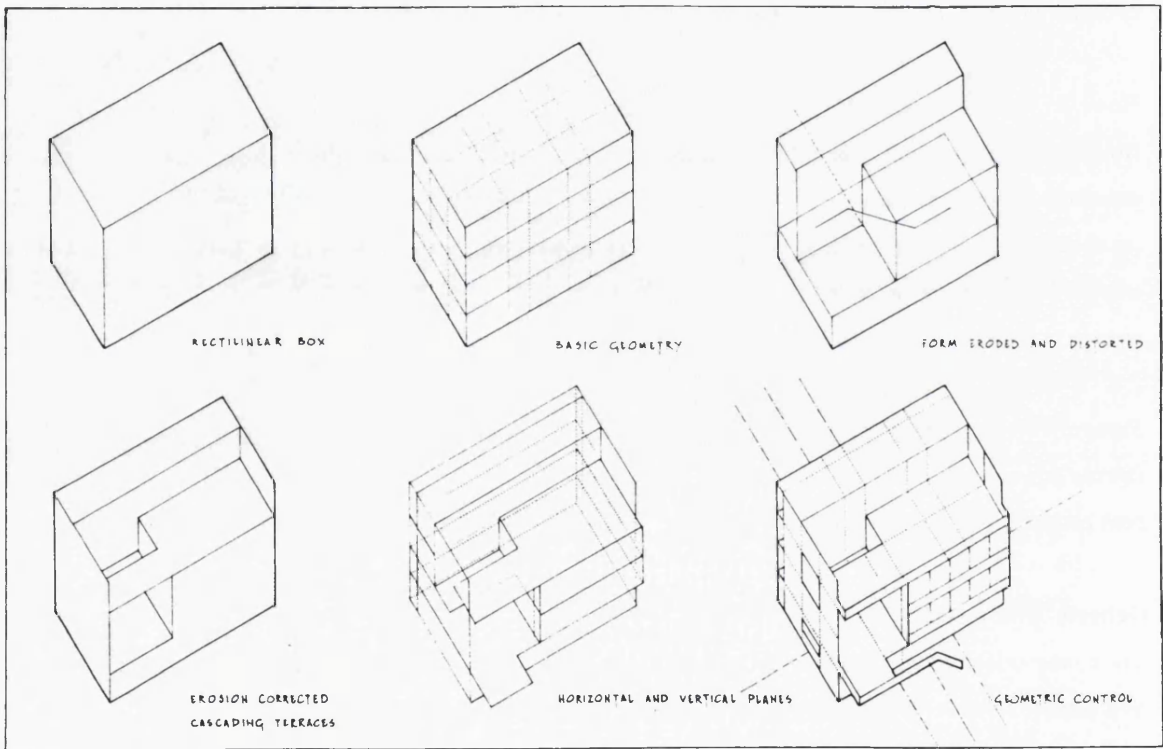 RECTILINEAR BOX
BASIC GEOMETRY
FORM ERODED AND DISTORTED
EROSION CORRECTED
CASCADING TERRACES
HORIZONTAL AND VERTICAL PLANES
GEOMETRIC CONTROL